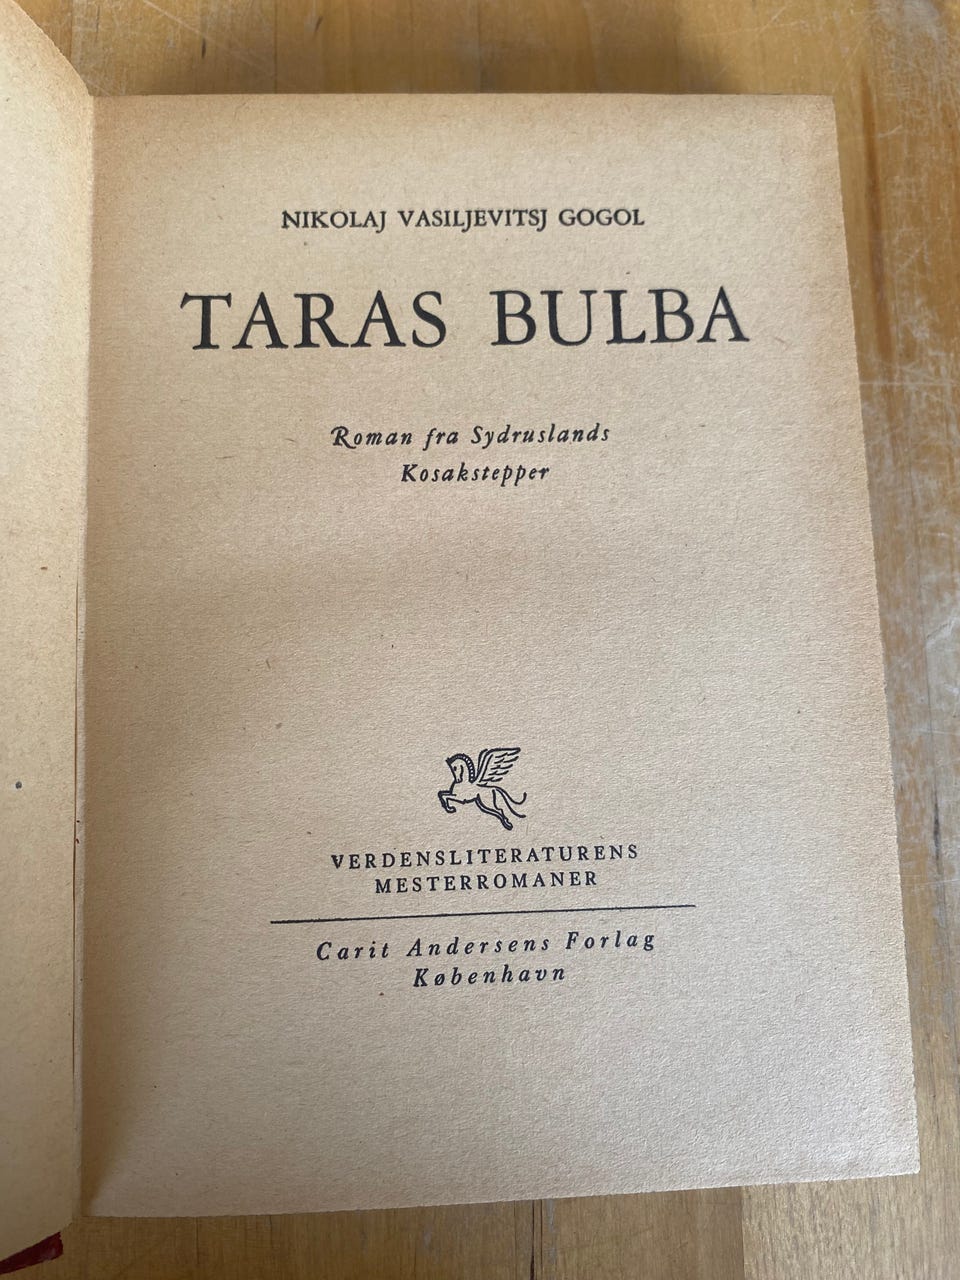 NIKOLAJ VASILJEVITSJ GOGOL
TARAS BULBA
Roman fra Sydruslands
Kosakstepper
VERDENSLITERATURENS
MESTERROMANER
Carit Andersens Forlag
København